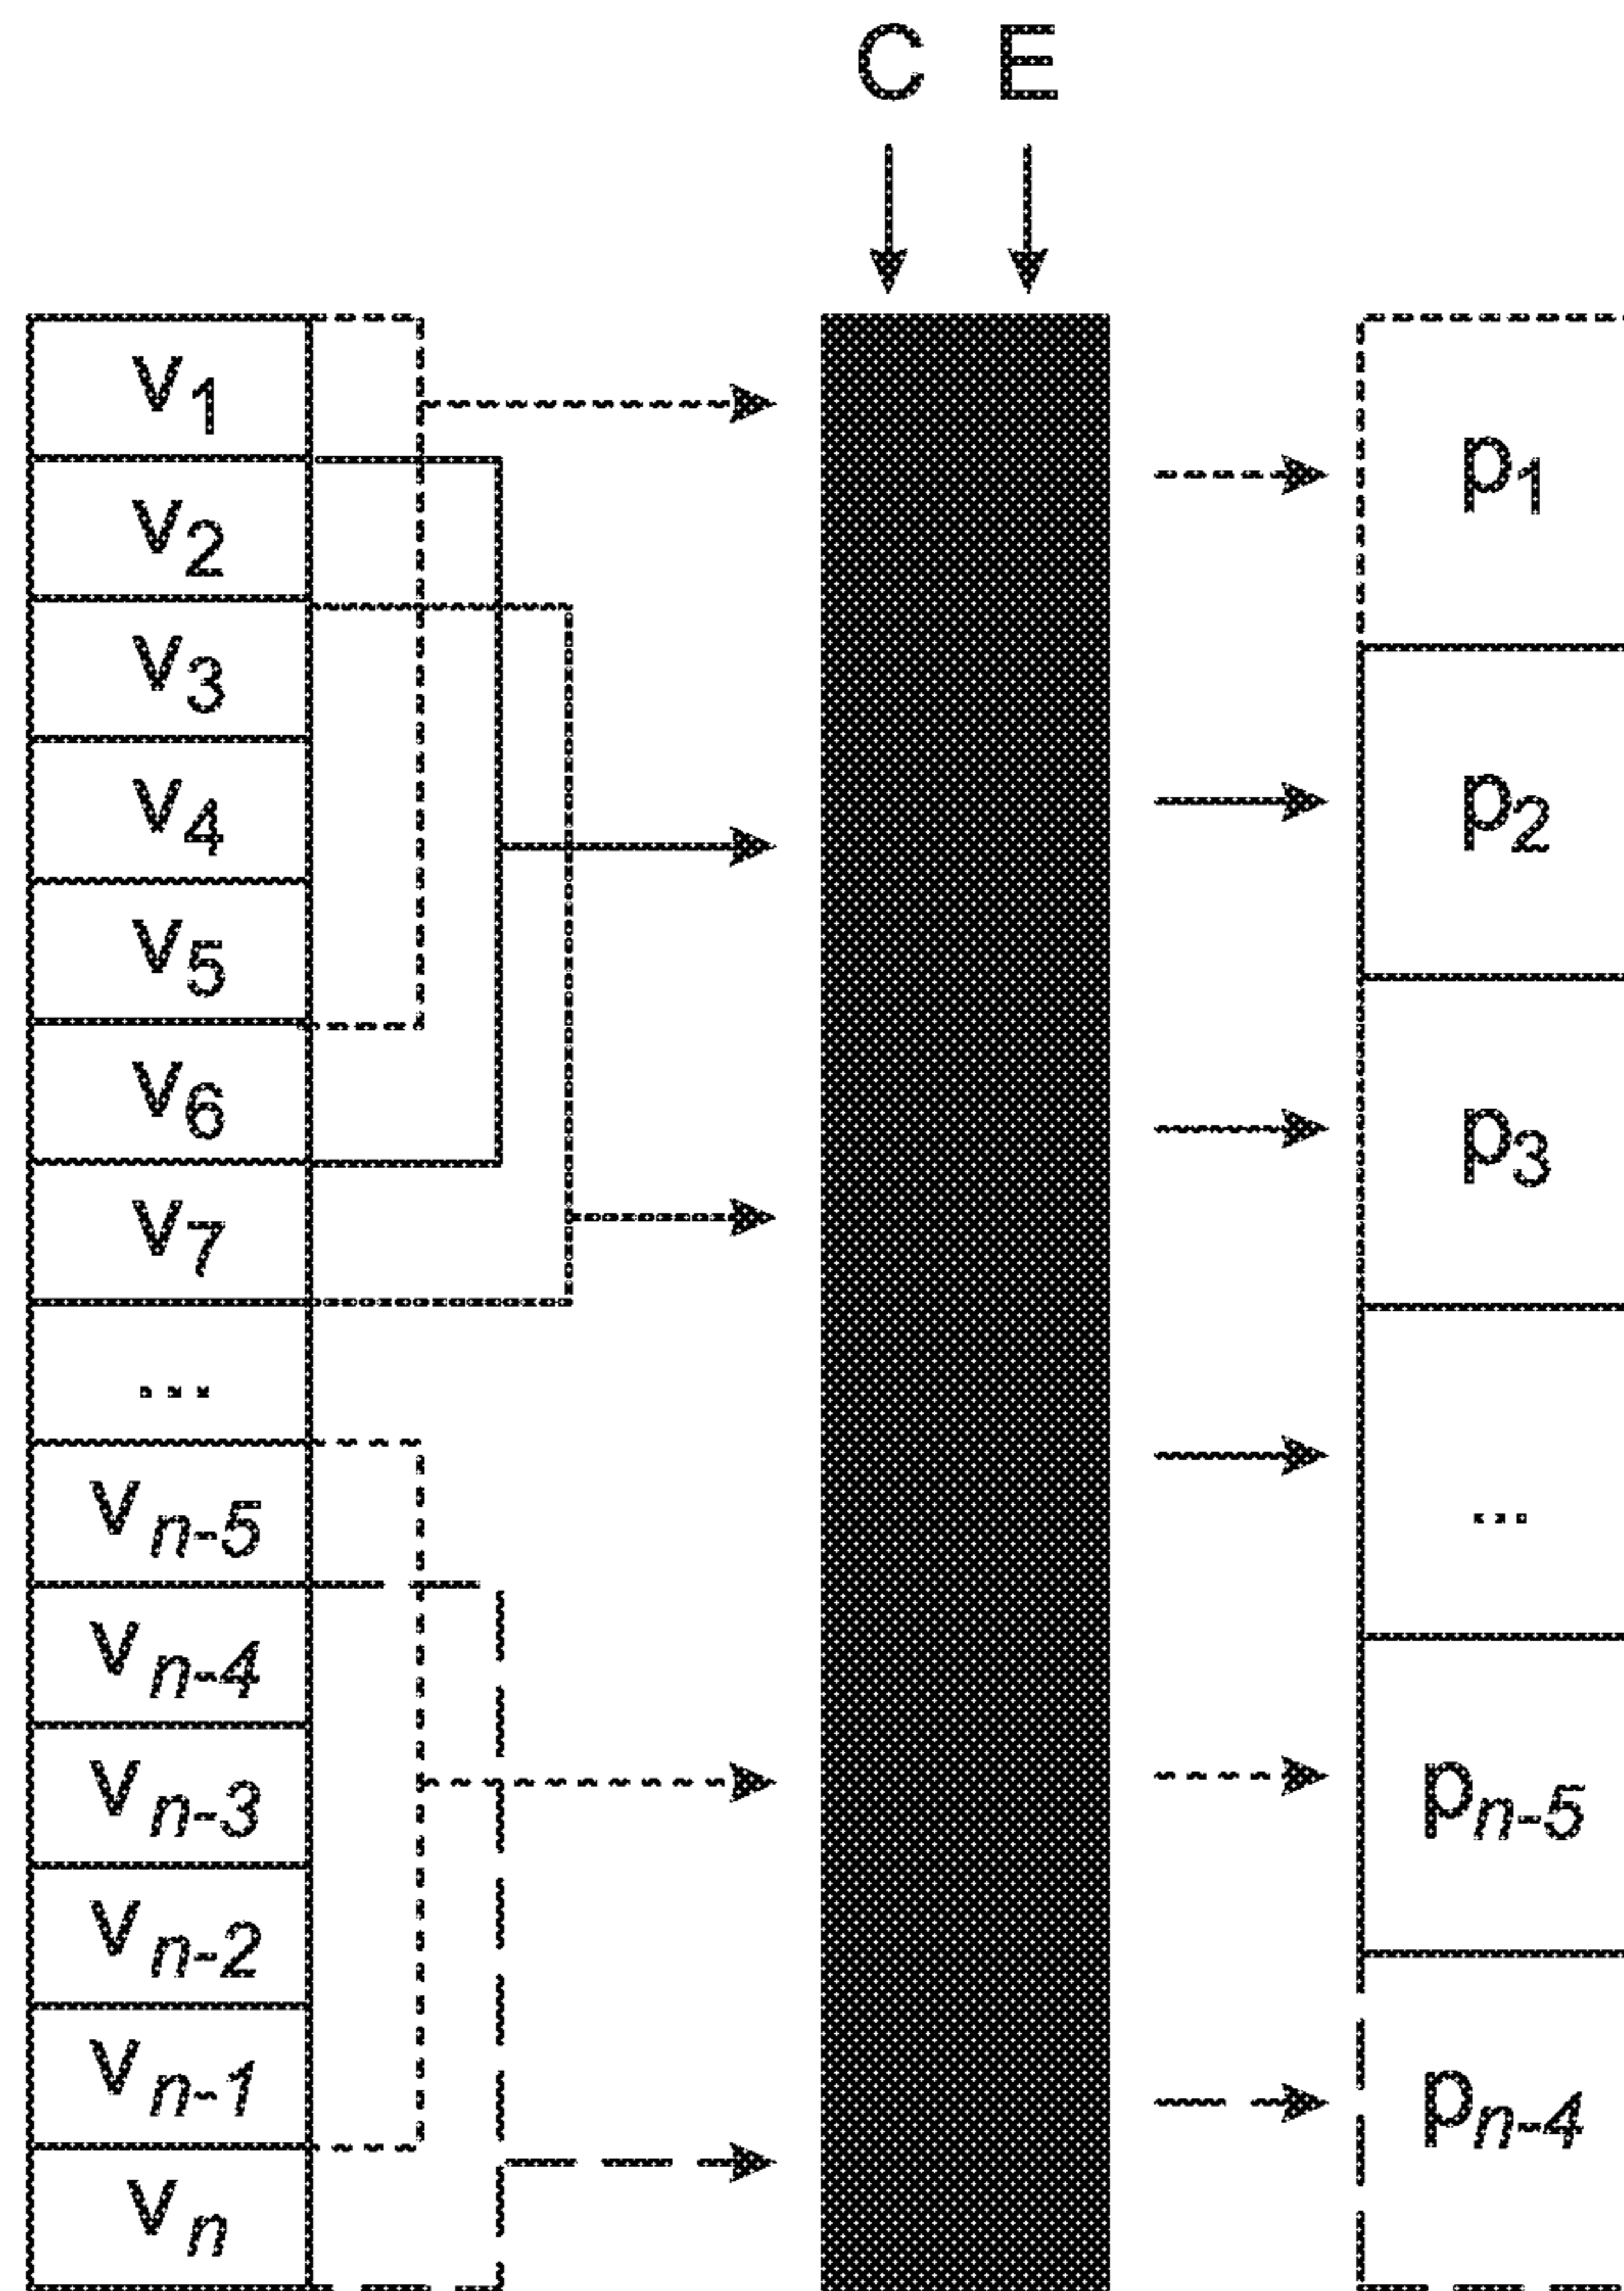 C E
v1
v2
v3
v4
v5
v6
v7
...
vn-5
vn-4
vn-3
vn-2
vn-1
vn
p1
p2
p3
...
pn-5
pn-4